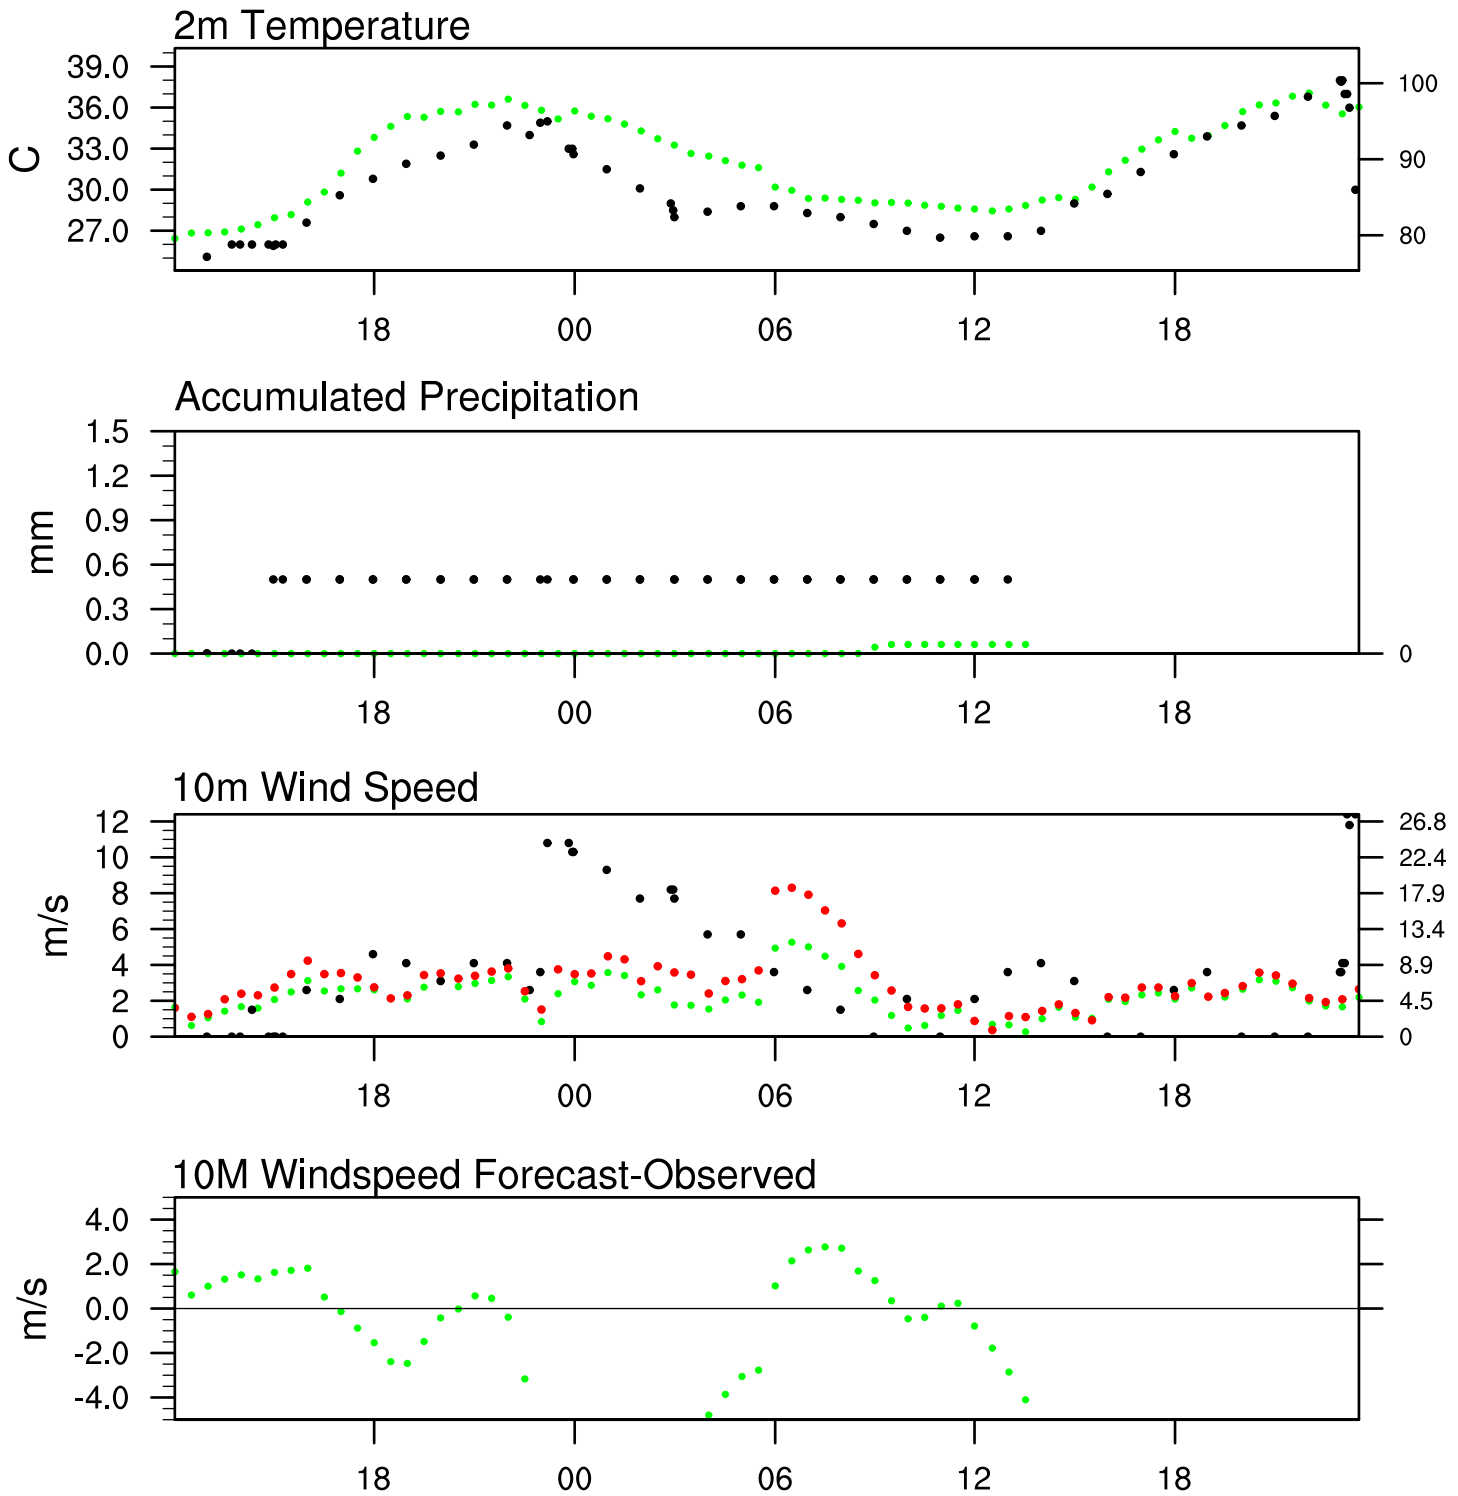 2m Temperature
39.0
36.0
33.0
30.0
27.0
C
100
90
80
18 00 06 12 18
Accumulated Precipitation
1.5
1.2
0.9
0.6
0.3
0.0
mm
0
18 00 06 12 18
10m Wind Speed
12
10
8
6
4
2
0
m/s
26.8
22.4
17.9
13.4
8.9
4.5
0
18 00 06 12 18
10M Windspeed Forecast-Observed
4.0
2.0
0.0
-2.0
-4.0
m/s
18 00 06 12 18